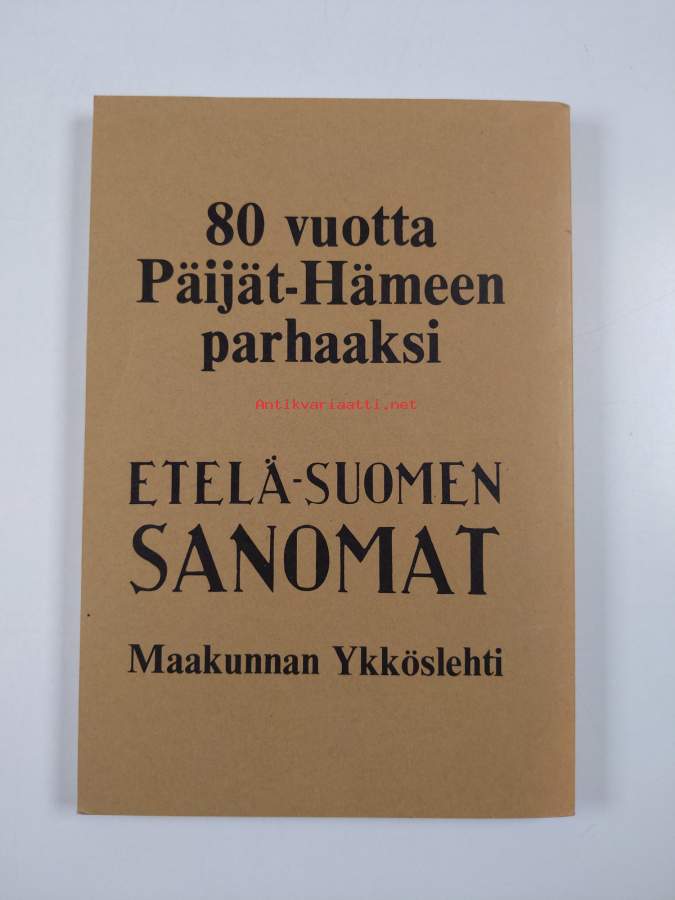 80 vuotta
Päijät-Hämeen
parhaaksi
Antikvariaatti.net
ETELÄ-SUOMEN
SANOMAT
Maakunnan Ykköslehti